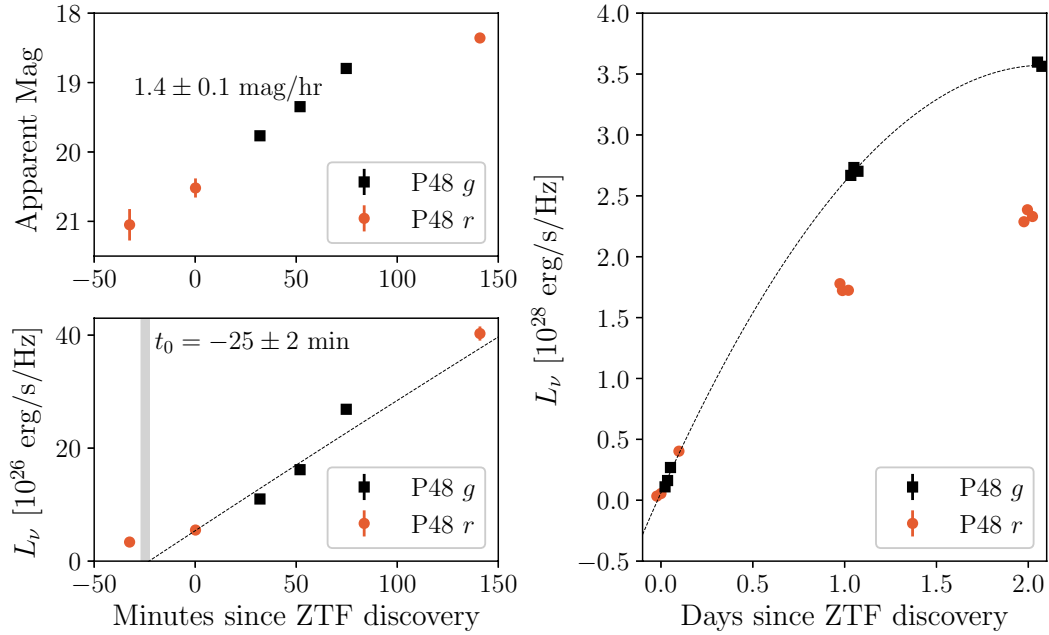 Apparent Mag
18
19
20
21
1.4 ± 0.1 mag/hr
P48 g
P48 r
−50 0 50 100 150
L_ν [10^26 erg/s/Hz]
40
20
0
t_0 = −25 ± 2 min
P48 g
P48 r
−50 0 50 100 150
Minutes since ZTF discovery
L_ν [10^28 erg/s/Hz]
4.0
3.5
3.0
2.5
2.0
1.5
1.0
0.5
0.0
−0.5
P48 g
P48 r
0.0 0.5 1.0 1.5 2.0
Days since ZTF discovery